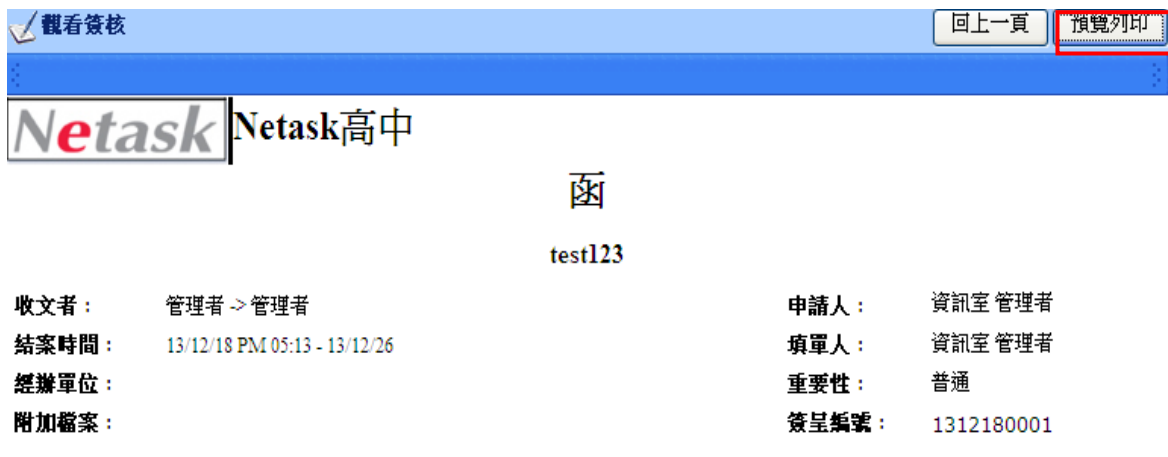 觀看簽核 回上一頁 預覽列印
Netask Netask高中
函
test123
收文者： 管理者 -> 管理者 申請人： 資訊室 管理者
結案時間： 13/12/18 PM 05:13 - 13/12/26 填單人： 資訊室 管理者
經辦單位： 重要性： 普通
附加檔案： 簽呈編號： 1312180001